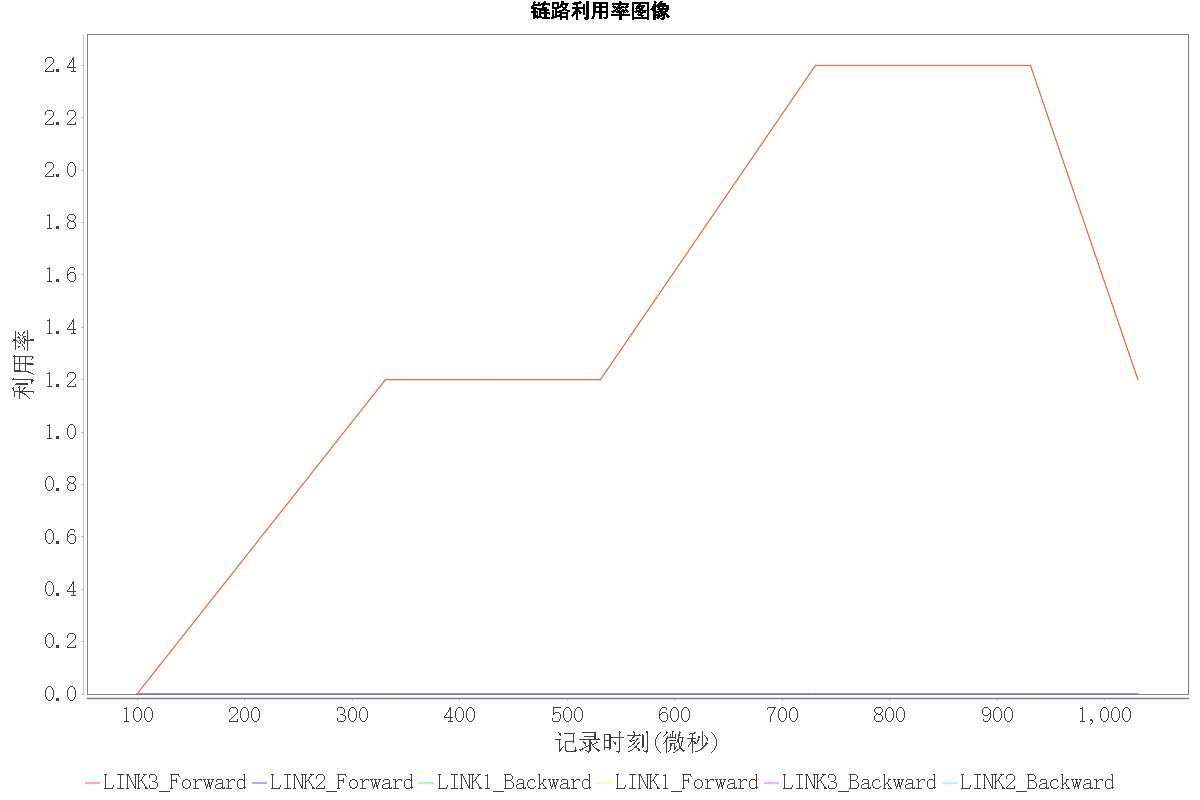 链路利用率图像
2.4
2.2
2.0
1.8
1.6
1.4
1.2
1.0
0.8
0.6
0.4
0.2
0.0
利用率
100 200 300 400 500 600 700 800 900 1,000
记录时刻(微秒)
LINK3_Forward LINK2_Forward LINK1_Backward LINK1_Forward LINK3_Backward LINK2_Backward